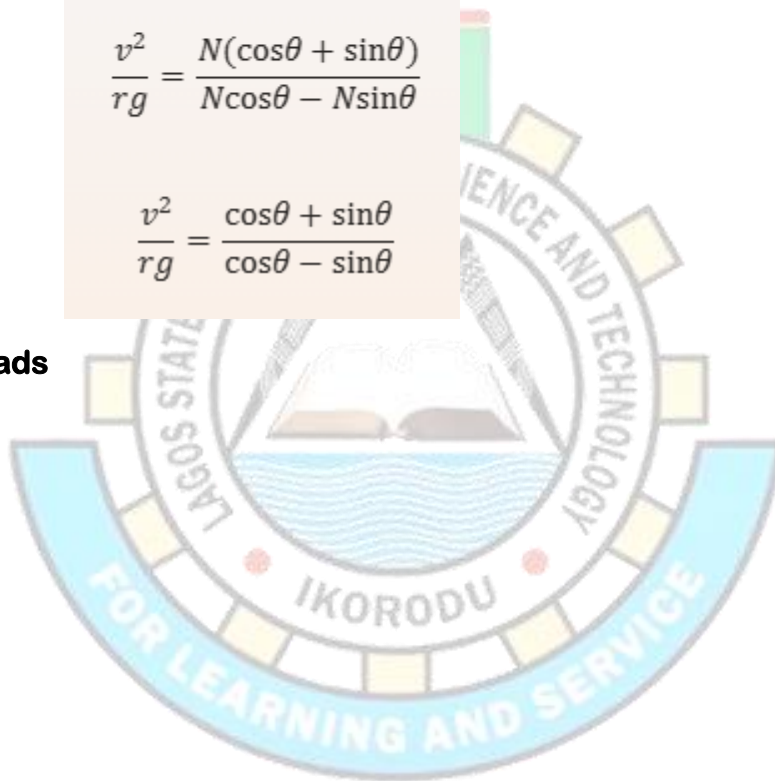 v²/rg = N(cosθ + sinθ)/Ncosθ − Nsinθ
v²/rg = cosθ + sinθ/cosθ − sinθ
ads
LAGOS STATE
IENCE AND TECHNOLOGY
IKORODU
FOR LEARNING AND SERVICE